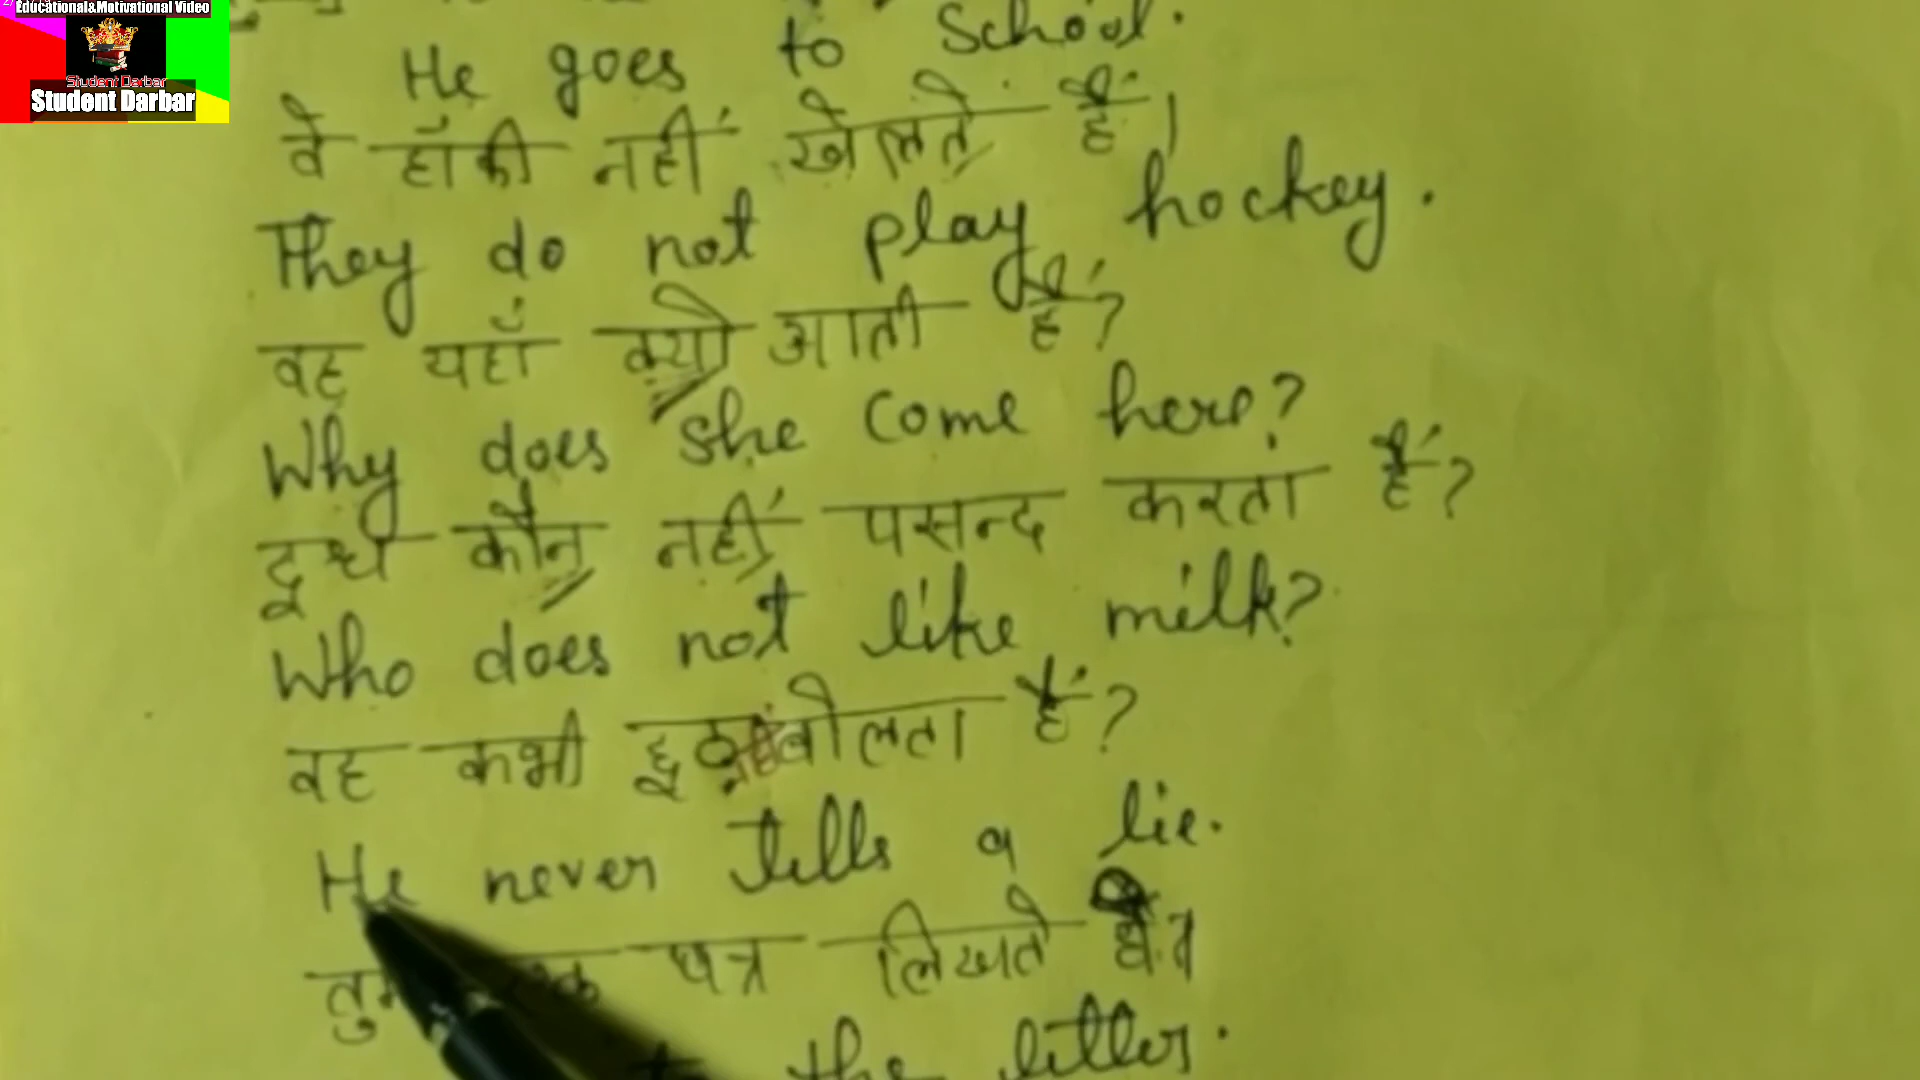 Educational&Motivational Video
Student Darbar
Student Darbar
He goes to School.
वे हॉकी नहीं खेलते हैं।
They do not play hockey.
वह यहाँ क्यों आती हैं?
Why does she come here?
दूध कौन नहीं पसन्द करता हैं?
Who does not like milk?
वह कभी झूठ बोलता हैं?
He never tells a lie.
पत्र लिखते
the letter.